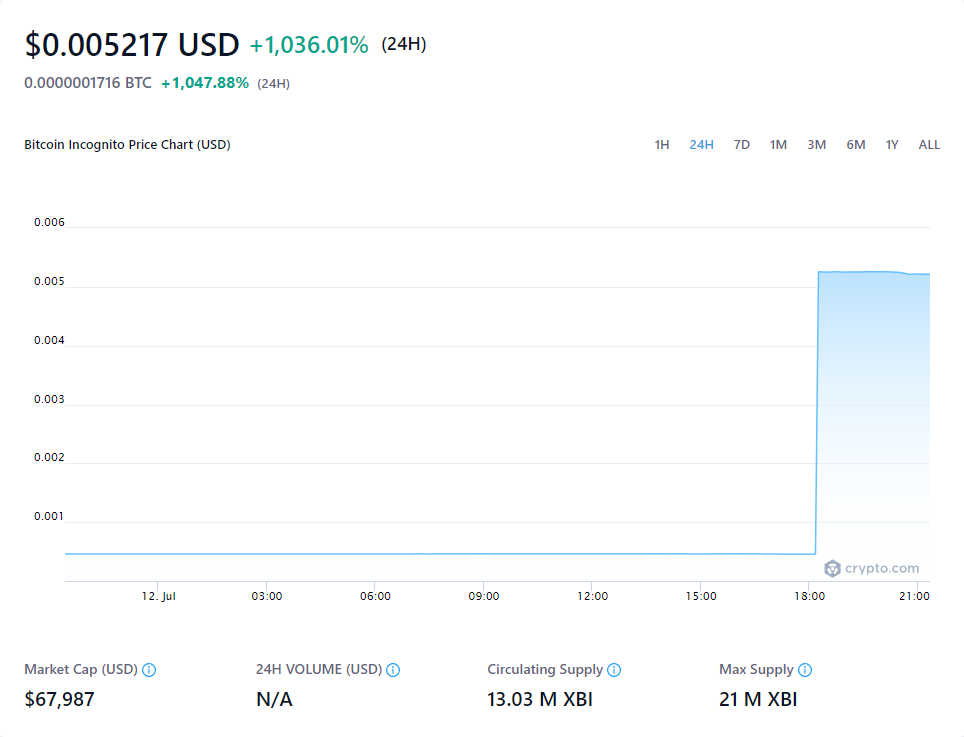 $0.005217 USD +1,036.01% (24H)
0.0000001716 BTC +1,047.88% (24H)
Bitcoin Incognito Price Chart (USD) 1H 24H 7D 1M 3M 6M 1Y ALL
0.006
0.005
0.004
0.003
0.002
0.001
crypto.com
12. Jul 03:00 06:00 09:00 12:00 15:00 18:00 21:00
Market Cap (USD) 24H VOLUME (USD) Circulating Supply Max Supply
$67,987 N/A 13.03 M XBI 21 M XBI